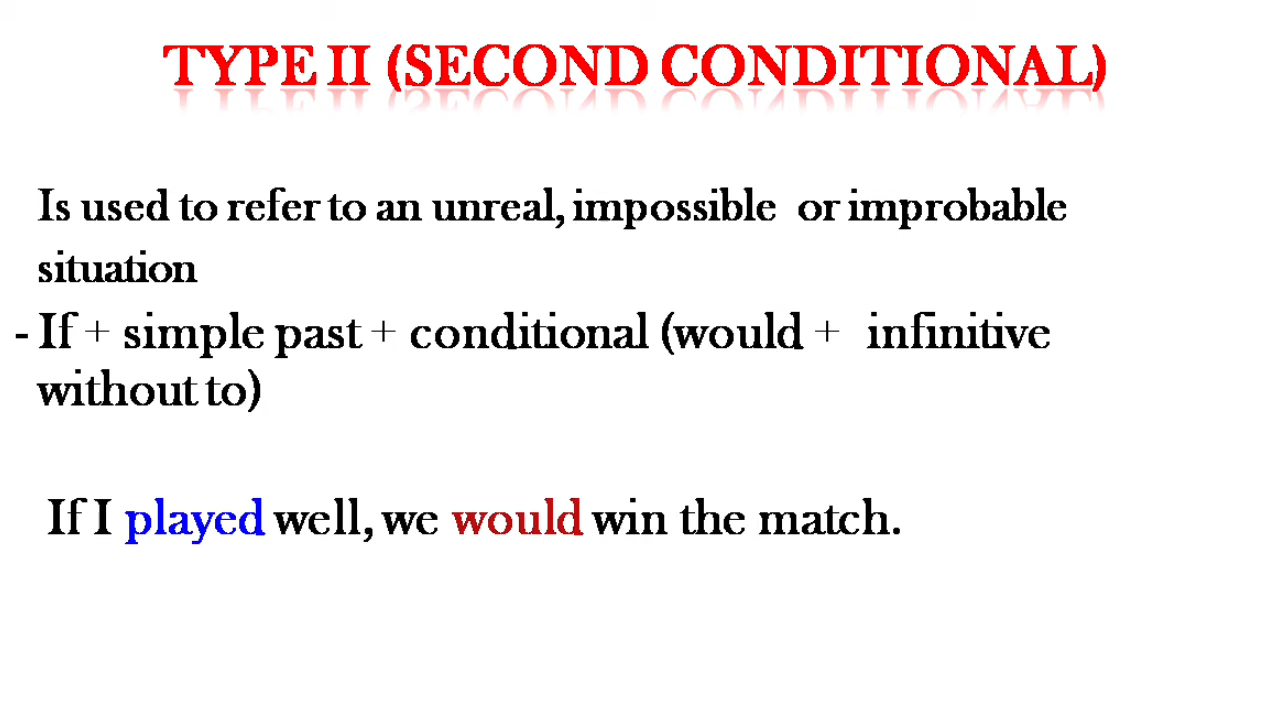 TYPE II (SECOND CONDITIONAL)
Is used to refer to an unreal, impossible or improbable
situation
- If + simple past + conditional (would + infinitive
without to)
If I played well, we would win the match.